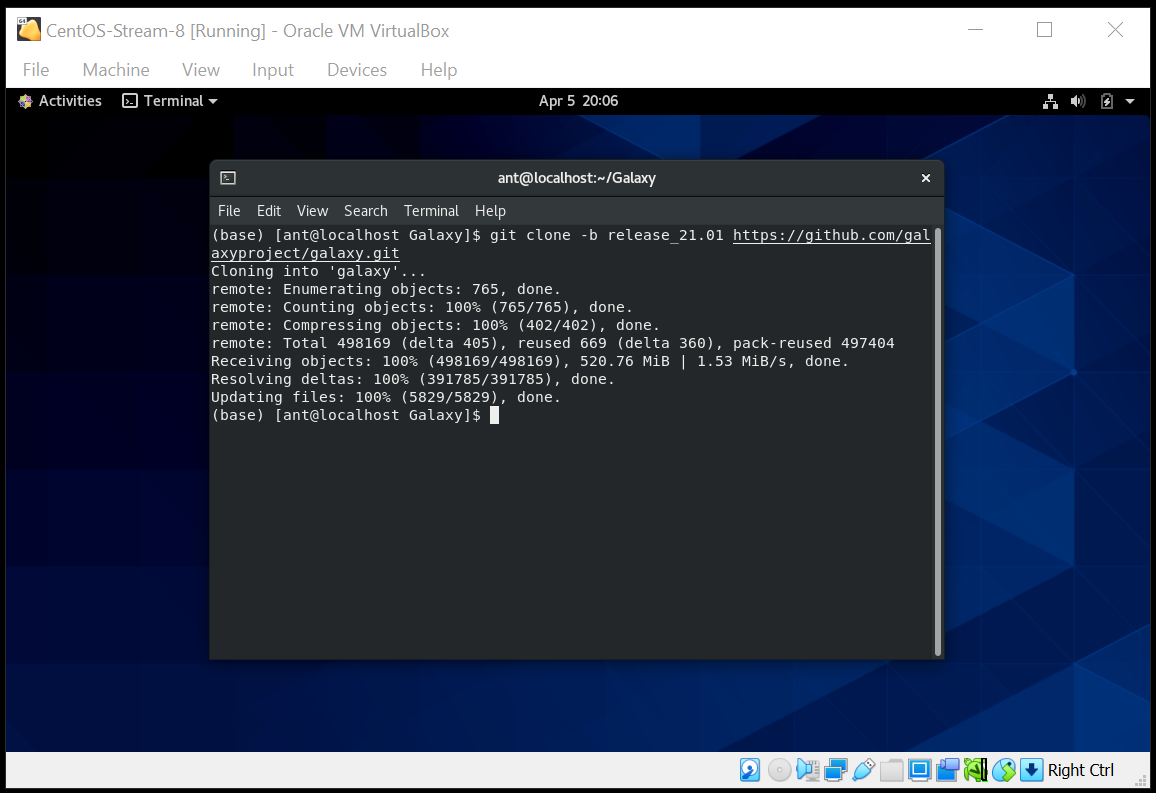 CentOS-Stream-8 [Running] - Oracle VM VirtualBox
File Machine View Input Devices Help
Activities Terminal Apr 5 20:06
ant@localhost:~/Galaxy
File Edit View Search Terminal Help
(base) [ant@localhost Galaxy]$ git clone -b release_21.01 https://github.com/gal
axyproject/galaxy.git
Cloning into 'galaxy'...
remote: Enumerating objects: 765, done.
remote: Counting objects: 100% (765/765), done.
remote: Compressing objects: 100% (402/402), done.
remote: Total 498169 (delta 405), reused 669 (delta 360), pack-reused 497404
Receiving objects: 100% (498169/498169), 520.76 MiB | 1.53 MiB/s, done.
Resolving deltas: 100% (391785/391785), done.
Updating files: 100% (5829/5829), done.
(base) [ant@localhost Galaxy]$
Right Ctrl